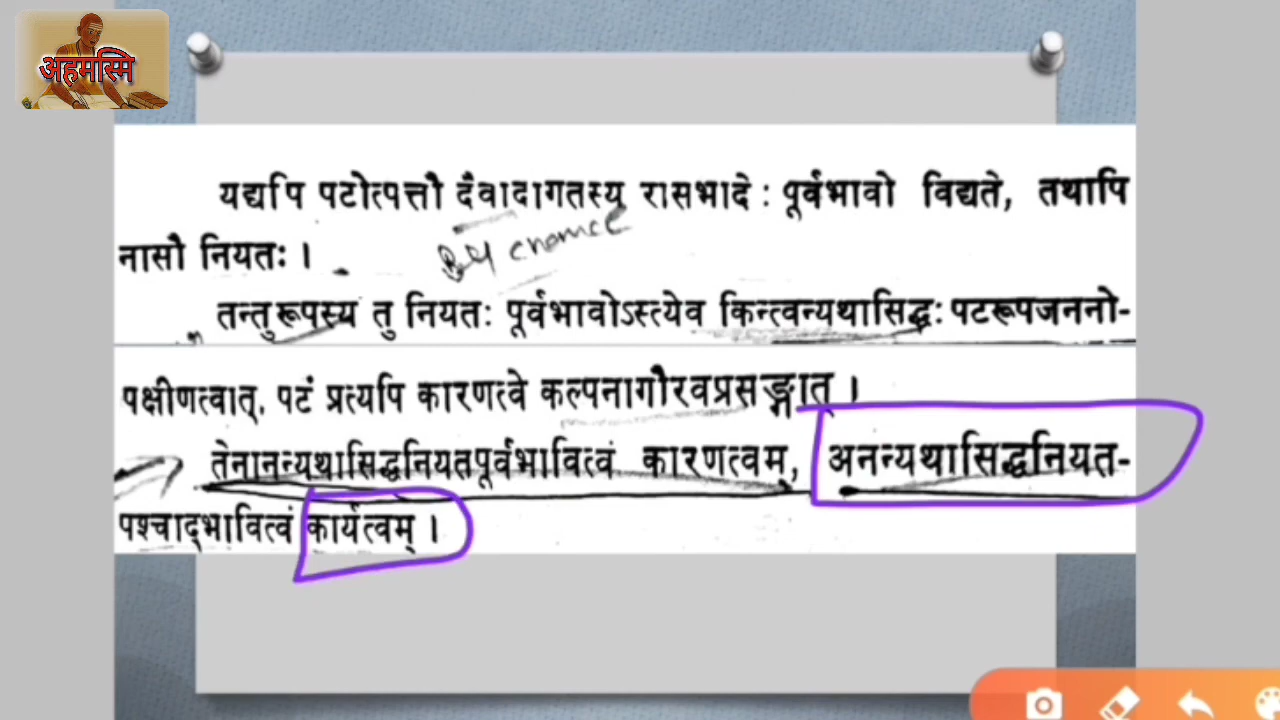 अहमस्मि
यद्यपि पटोत्पत्तौ दैवादागतस्य रासभादेः पूर्वभावो विद्यते, तथापि
नासौ नियतः ।
By chance
तन्तुरूपस्य तु नियतः पूर्वभावोऽस्त्येव किन्त्वन्यथासिद्धः पटरूपजननो-
पक्षीणत्वात्, पटं प्रत्यपि कारणत्वे कल्पनागौरवप्रसङ्गात् ।
तेनानन्यथासिद्धनियतपूर्वभावित्वं कारणत्वम्, अनन्यथासिद्धनियत-
पश्चाद्भावित्वं कार्यत्वम् ।